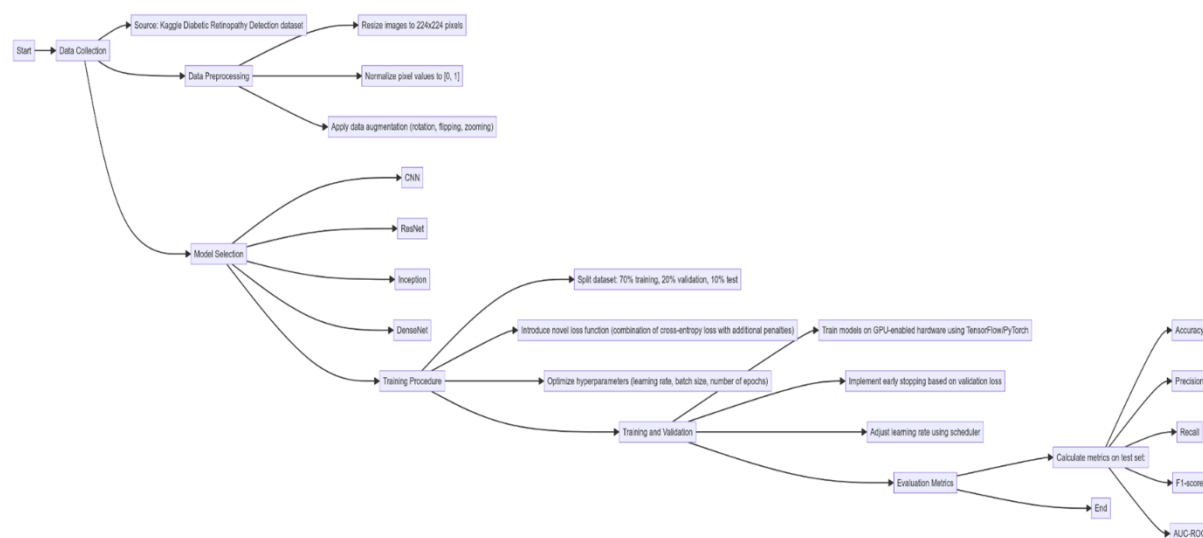 Start
Data Collection
Source: Kaggle Diabetic Retinopathy Detection dataset
Data Preprocessing
Resize images to 224x224 pixels
Normalize pixel values to [0, 1]
Apply data augmentation (rotation, flipping, zooming)
Model Selection
CNN
RasNet
Inception
DenseNet
Training Procedure
Split dataset: 70% training, 20% validation, 10% test
Introduce novel loss function (combination of cross-entropy loss with additional penalties)
Optimize hyperparameters (learning rate, batch size, number of epochs)
Training and Validation
Train models on GPU-enabled hardware using TensorFlow/PyTorch
Implement early stopping based on validation loss
Adjust learning rate using scheduler
Evaluation Metrics
Calculate metrics on test set:
Accuracy
Precision
Recall
F1-score
AUC-ROC
End